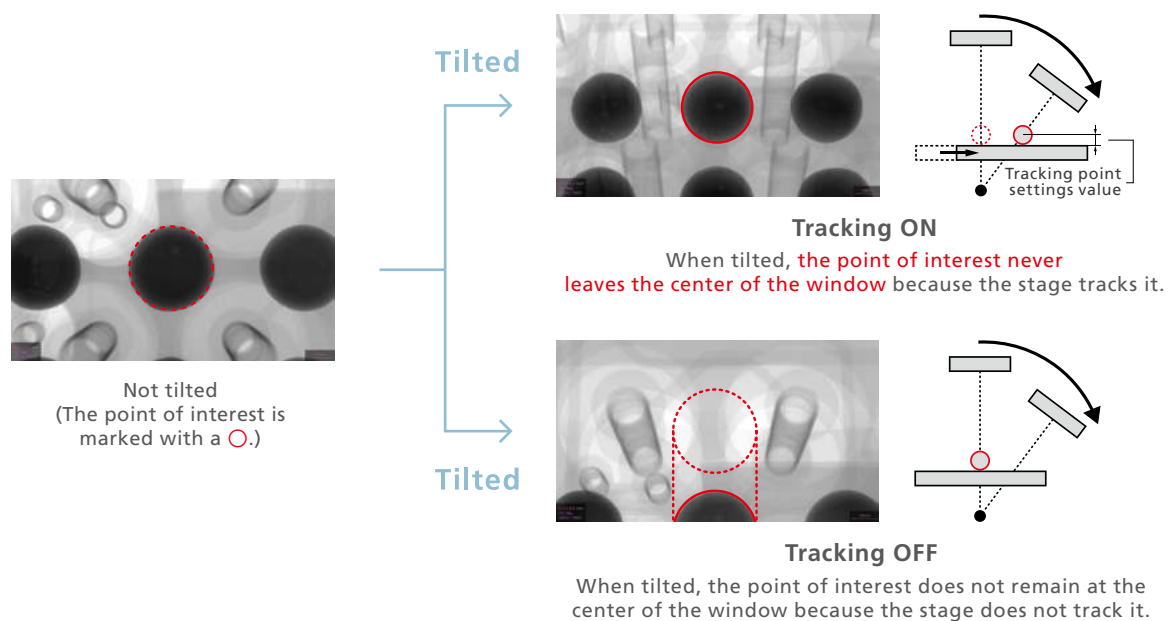 Tilted
Tracking point
settings value
Tracking ON
When tilted, the point of interest never
leaves the center of the window because the stage tracks it.
Not tilted
(The point of interest is
marked with a ○.)
Tilted
Tracking OFF
When tilted, the point of interest does not remain at the
center of the window because the stage does not track it.